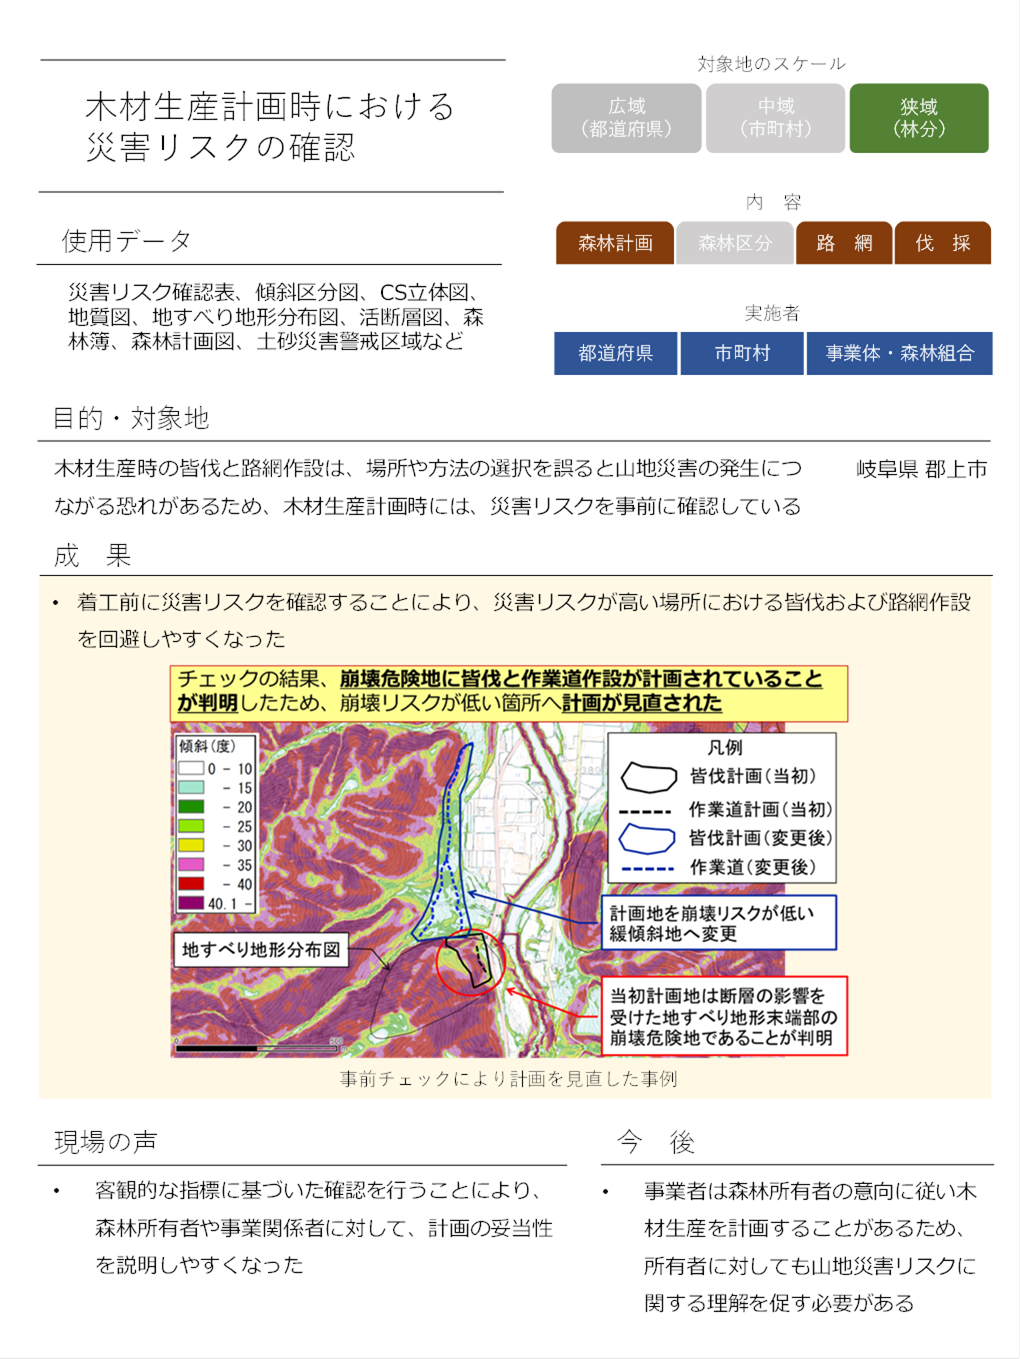 木材生産計画時における
災害リスクの確認
対象地のスケール
広域
（都道府県）
中域
（市町村）
狭域
（林分）
内　容
森林計画
森林区分
路　網
伐　採
実施者
都道府県
市町村
事業体・森林組合
使用データ
災害リスク確認表、傾斜区分図、CS立体図、
地質図、地すべり地形分布図、活断層図、森
林簿、森林計画図、土砂災害警戒区域など
目的・対象地
木材生産時の皆伐と路網作設は、場所や方法の選択を誤ると山地災害の発生につ
ながる恐れがあるため、木材生産計画時には、災害リスクを事前に確認している
岐阜県 郡上市
成　果
• 着工前に災害リスクを確認することにより、災害リスクが高い場所における皆伐および路網作設
を回避しやすくなった
チェックの結果、崩壊危険地に皆伐と作業道作設が計画されていること
が判明したため、崩壊リスクが低い箇所へ計画が見直された
傾斜(度)
0 - 10
- 15
- 20
- 25
- 30
- 35
- 40
40.1 -
凡例
皆伐計画(当初)
作業道計画(当初)
皆伐計画(変更後)
作業道(変更後)
計画地を崩壊リスクが低い
緩傾斜地へ変更
地すべり地形分布図
当初計画地は断層の影響を
受けた地すべり地形末端部の
崩壊危険地であることが判明
事前チェックにより計画を見直した事例
現場の声
• 客観的な指標に基づいた確認を行うことにより、
森林所有者や事業関係者に対して、計画の妥当性
を説明しやすくなった
今　後
• 事業者は森林所有者の意向に従い木
材生産を計画することがあるため、
所有者に対しても山地災害リスクに
関する理解を促す必要がある